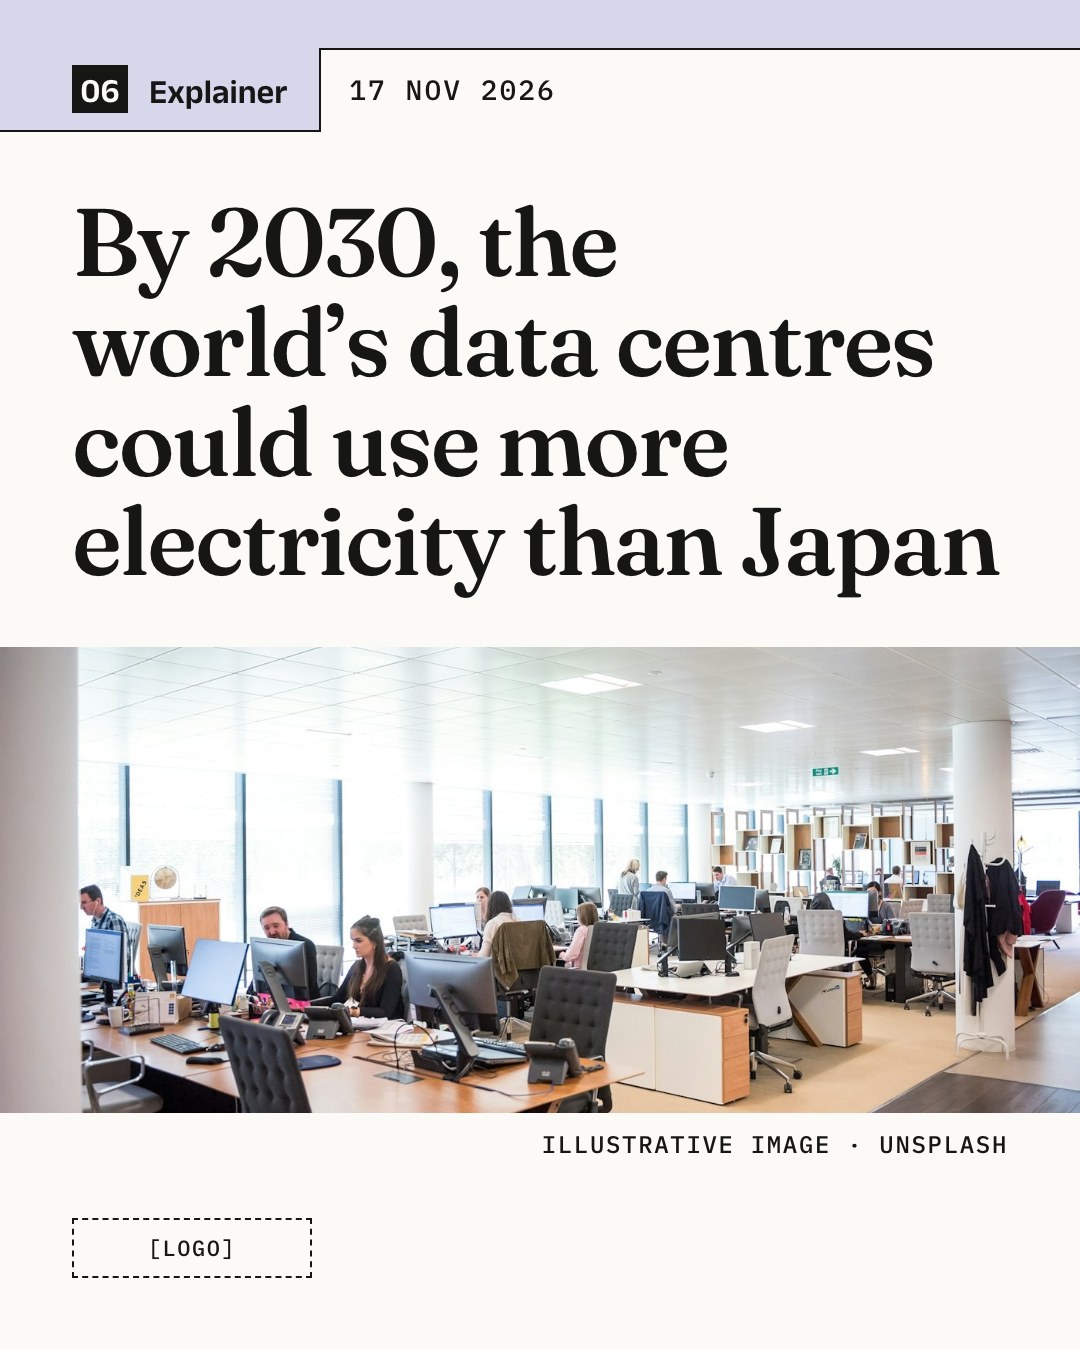 06 Explainer
17 NOV 2026
By 2030, the
world’s data centres
could use more
electricity than Japan
IDEAS
ILLUSTRATIVE IMAGE · UNSPLASH
[LOGO]